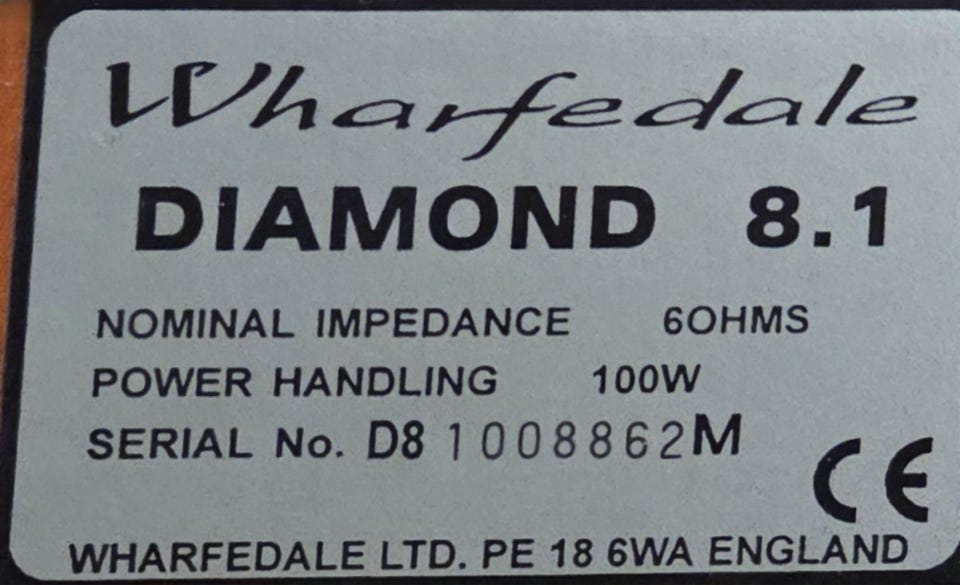 Wharfedale
DIAMOND 8.1
NOMINAL IMPEDANCE 6OHMS
POWER HANDLING 100W
SERIAL No. D8 1008862M
CE
WHARFEDALE LTD. PE 18 6WA ENGLAND